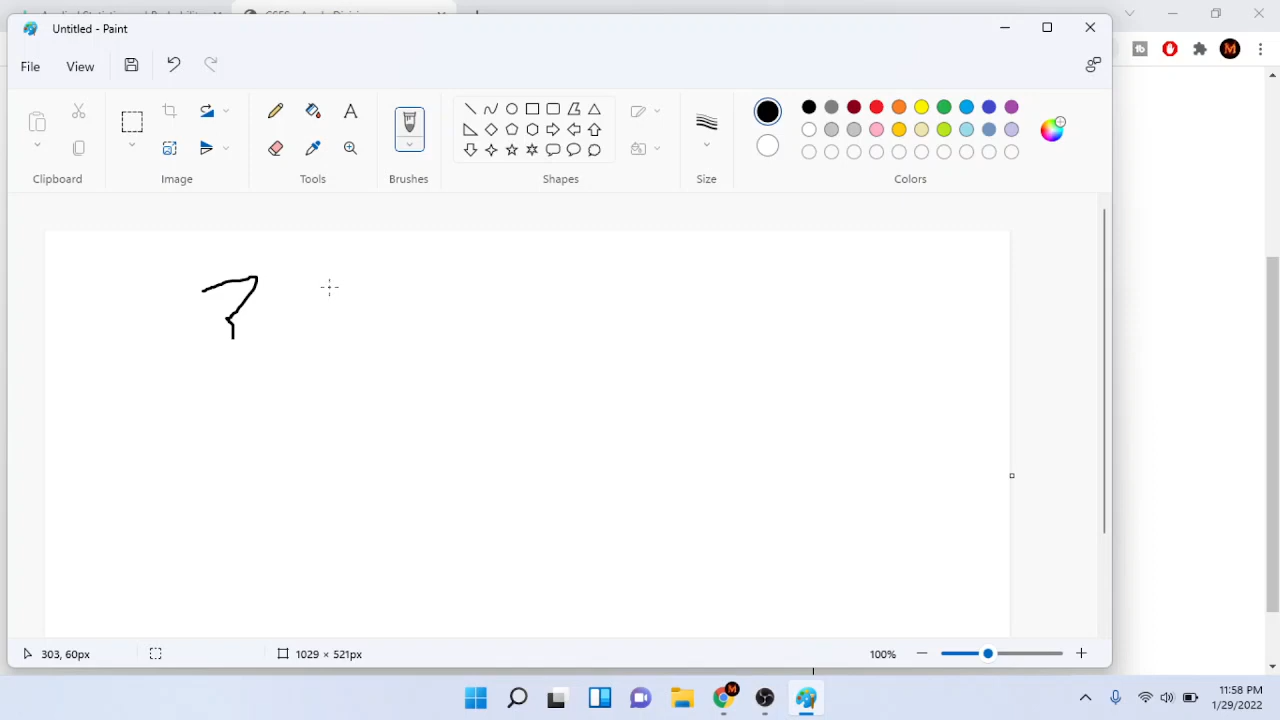 Untitled - Paint
File View
Clipboard Image Tools Brushes Shapes Size Colors
?
303, 60px 1029 × 521px 100%
11:58 PM
1/29/2022